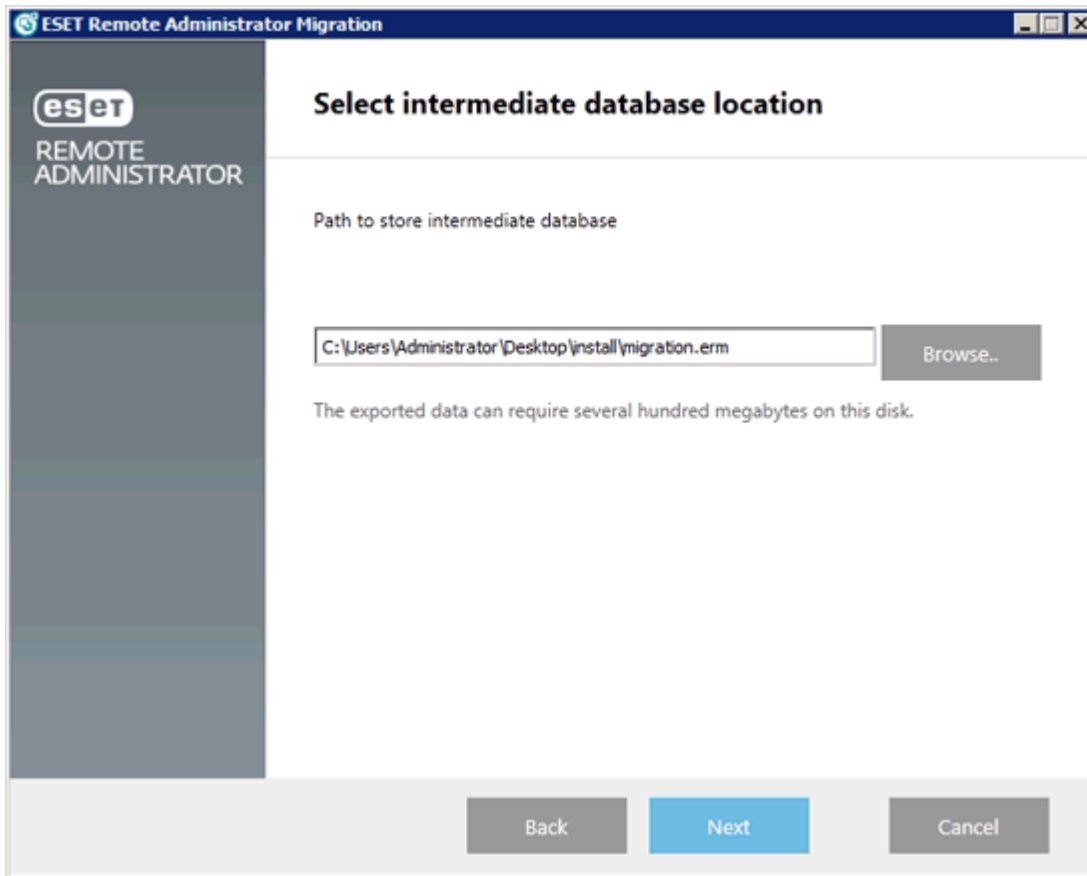 ESET Remote Administrator Migration
eseT
REMOTE
ADMINISTRATOR
Select intermediate database location
Path to store intermediate database
C:\Users\Administrator\Desktop\install\migration.erm
Browse..
The exported data can require several hundred megabytes on this disk.
Back
Next
Cancel